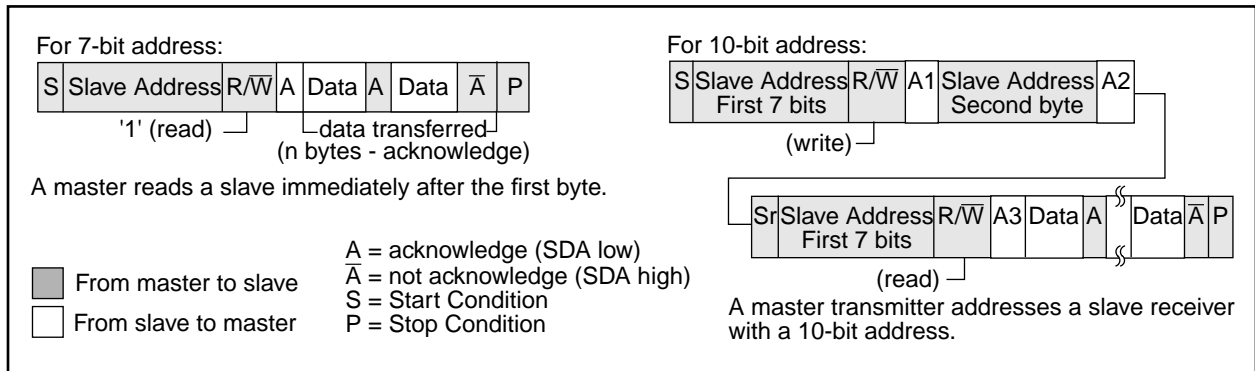 For 7-bit address:
S Slave Address R/W̅ A Data A Data A̅ P
'1' (read)
data transferred
(n bytes - acknowledge)
A master reads a slave immediately after the first byte.
From master to slave
From slave to master
A = acknowledge (SDA low)
A̅ = not acknowledge (SDA high)
S = Start Condition
P = Stop Condition
For 10-bit address:
S Slave Address First 7 bits R/W̅ A1 Slave Address Second byte A2
(write)
Sr Slave Address First 7 bits R/W̅ A3 Data A Data A̅ P
(read)
A master transmitter addresses a slave receiver
with a 10-bit address.